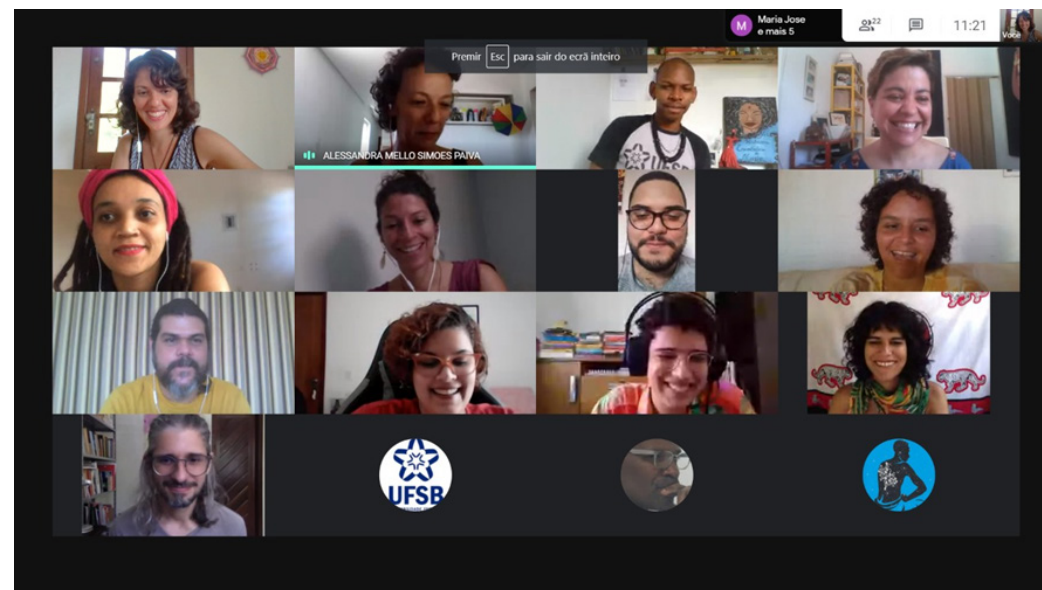 M
Maria Jose
e mais 5
22
11:21
Você
Premir Esc para sair do ecrã inteiro
ALESSANDRA MELLO SIMOES PAIVA
UFSB